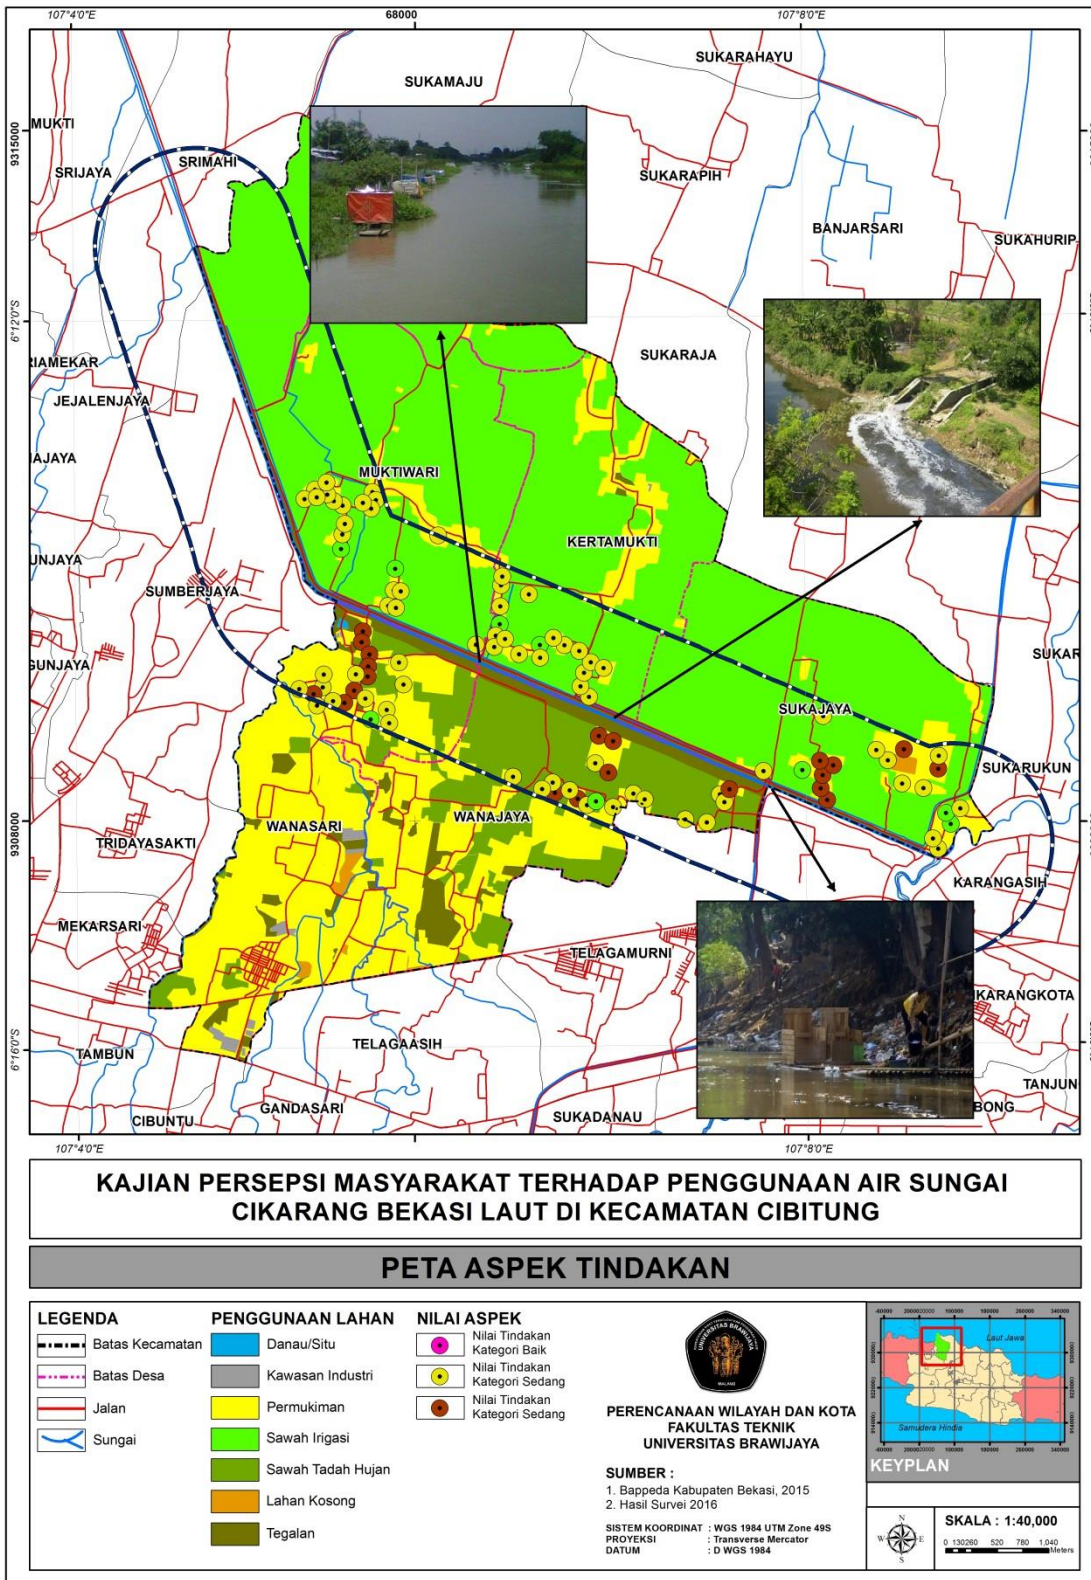 107°4'0"E
68000
107°8'0"E
SUKARAHAYU
SUKAMAJU
MUKTI
9315000
SRIMAHI
SRIJAYA
SUKARAPIH
BANJARSARI
SUKAHURIP
6°12'0"S
RIAMEKAR
SUKARAJA
JEJALENJAYA
AJAYA
MUKTIWARI
KERTAMUKTI
UNJAYA
SUMBERJAYA
GUNJAYA
SUKAR
SUKAJAYA
SUKARUKUN
9308000
WANASARI
WANAJAYA
TRIDAYASAKTI
KARANGASIH
MEKARSARI
TELAGAMURNI
KARANGKOTA
6°16'0"S
TAMBUN
TELAGAASIH
TANJUN
GANDASARI
BONG
CIBUNTU
SUKADANAU
107°4'0"E
107°8'0"E
KAJIAN PERSEPSI MASYARAKAT TERHADAP PENGGUNAAN AIR SUNGAI
CIKARANG BEKASI LAUT DI KECAMATAN CIBITUNG
PETA ASPEK TINDAKAN
LEGENDA
Batas Kecamatan
Batas Desa
Jalan
Sungai
PENGGUNAAN LAHAN
Danau/Situ
Kawasan Industri
Permukiman
Sawah Irigasi
Sawah Tadah Hujan
Lahan Kosong
Tegalan
NILAI ASPEK
Nilai Tindakan
Kategori Baik
Nilai Tindakan
Kategori Sedang
Nilai Tindakan
Kategori Sedang
UNIVERSITAS BRAWIJAYA
MALANG
PERENCANAAN WILAYAH DAN KOTA
FAKULTAS TEKNIK
UNIVERSITAS BRAWIJAYA
SUMBER :
1. Bappeda Kabupaten Bekasi, 2015
2. Hasil Survei 2016
SISTEM KOORDINAT : WGS 1984 UTM Zone 49S
PROYEKSI : Transverse Mercator
DATUM : D WGS 1984
Laut Jawa
Samudera Hindia
KEYPLAN
N
W E
S
SKALA : 1:40,000
0 130260 520 780 1,040
Meters